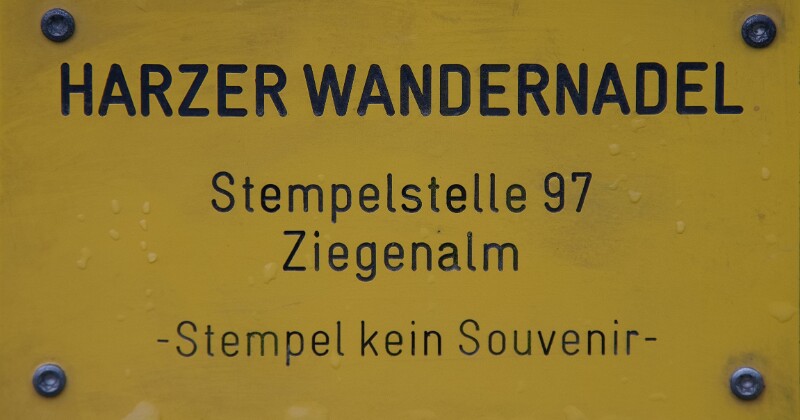 HARZER WANDERNADEL
Stempelstelle 97
Ziegenalm
-Stempel kein Souvenir-